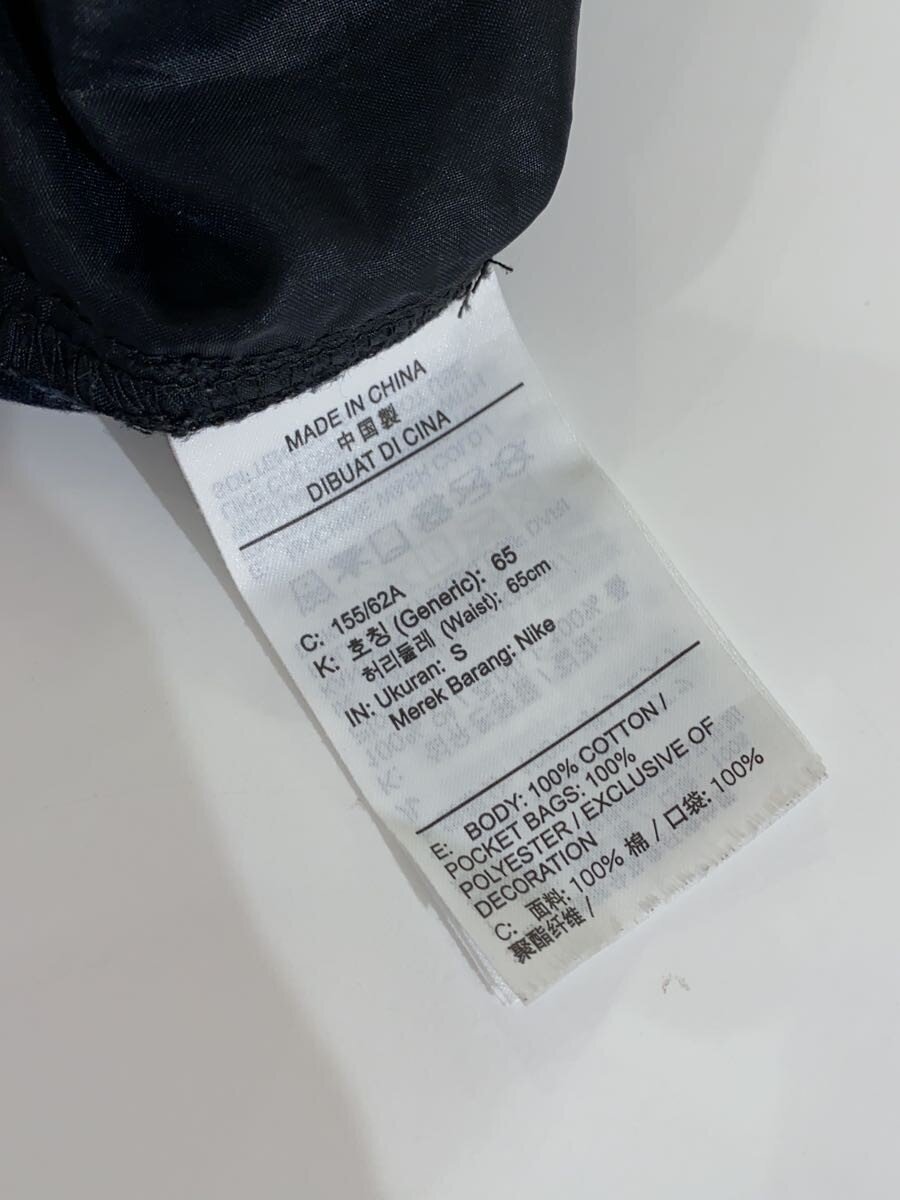 MADE IN CHINA
中国製
DIBUAT DI CINA
C: 155/62A
K: 호칭 (Generic): 65
허리둘레 (Waist): 65cm
IN: Ukuran: S
Merek Barang: Nike
E: BODY: 100% COTTON /
POCKET BAGS: 100%
POLYESTER / EXCLUSIVE OF
DECORATION
C: 面料: 100% 棉 / 口袋: 100%
聚酯纤维 /